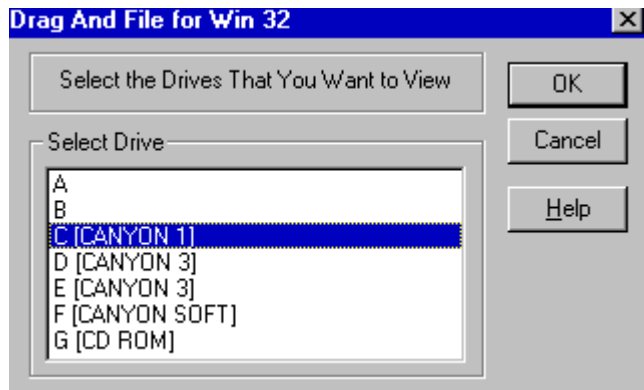 Drag And File for Win 32
Select the Drives That You Want to View
OK
Select Drive
Cancel
A
B
Help
C [CANYON 1]
D [CANYON 3]
E [CANYON 3]
F [CANYON SOFT]
G [CD ROM]